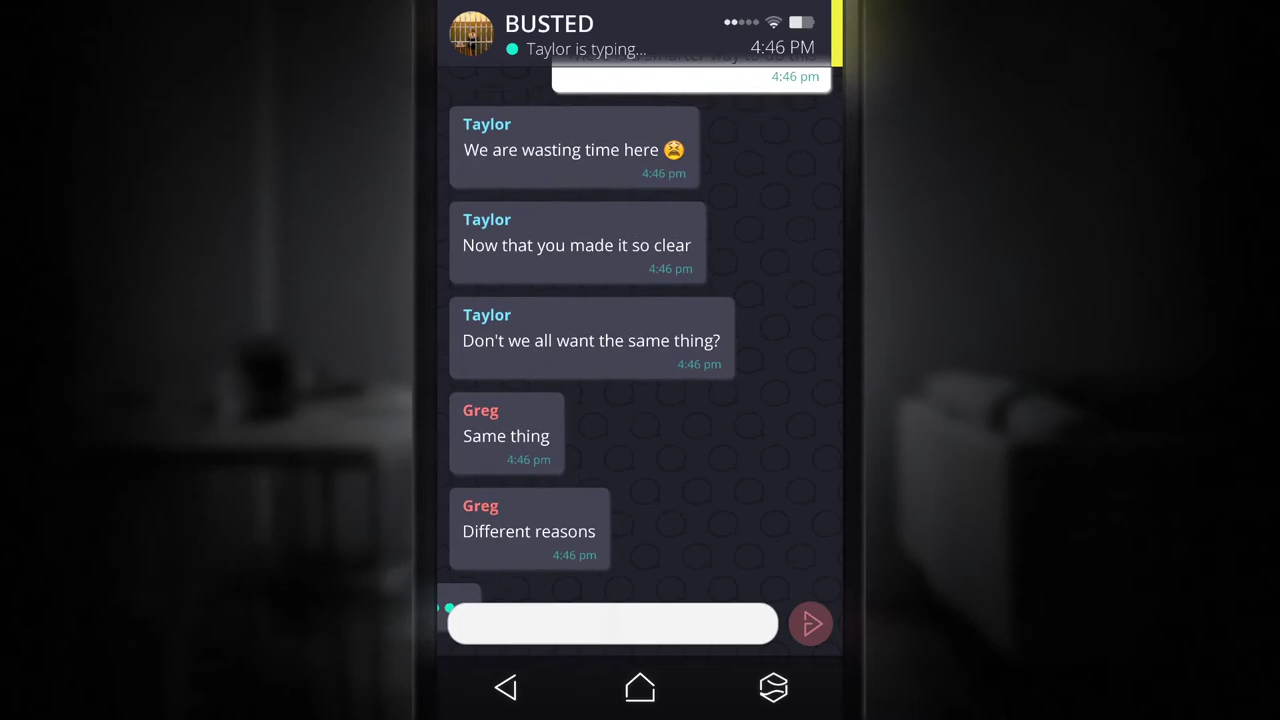 BUSTED
Taylor is typing...
4:46 PM
4:46 pm
Taylor
We are wasting time here 😫
4:46 pm
Taylor
Now that you made it so clear
4:46 pm
Taylor
Don't we all want the same thing?
4:46 pm
Greg
Same thing
4:46 pm
Greg
Different reasons
4:46 pm